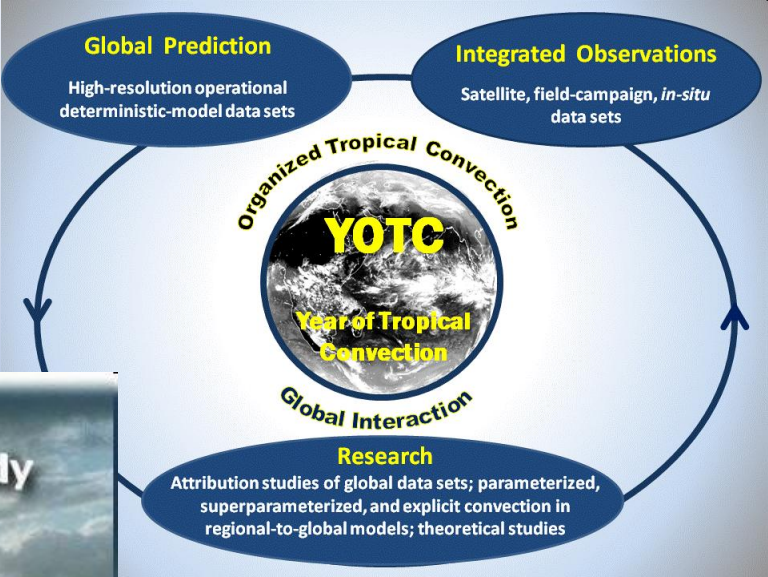 Global Prediction
High-resolution operational
deterministic-model data sets
Integrated Observations
Satellite, field-campaign, in-situ
data sets
Organized Tropical Convection
YOTC
Year of Tropical
Convection
Global Interaction
Research
Attribution studies of global data sets; parameterized,
superparameterized, and explicit convection in
regional-to-global models; theoretical studies